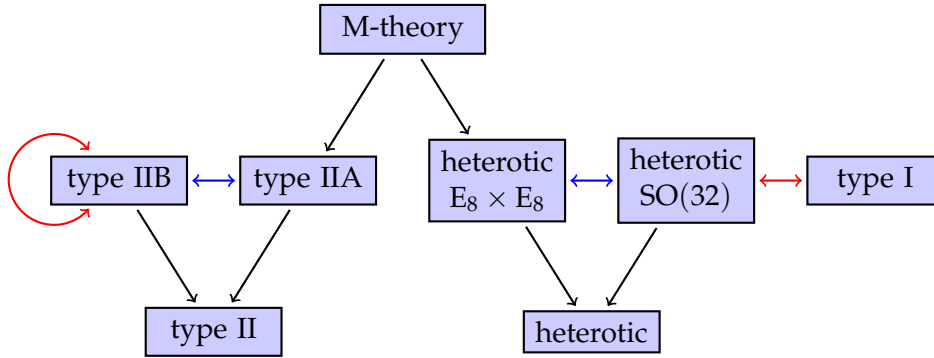 M-theory
type IIB
type IIA
heterotic
E₈ × E₈
heterotic
SO(32)
type I
type II
heterotic